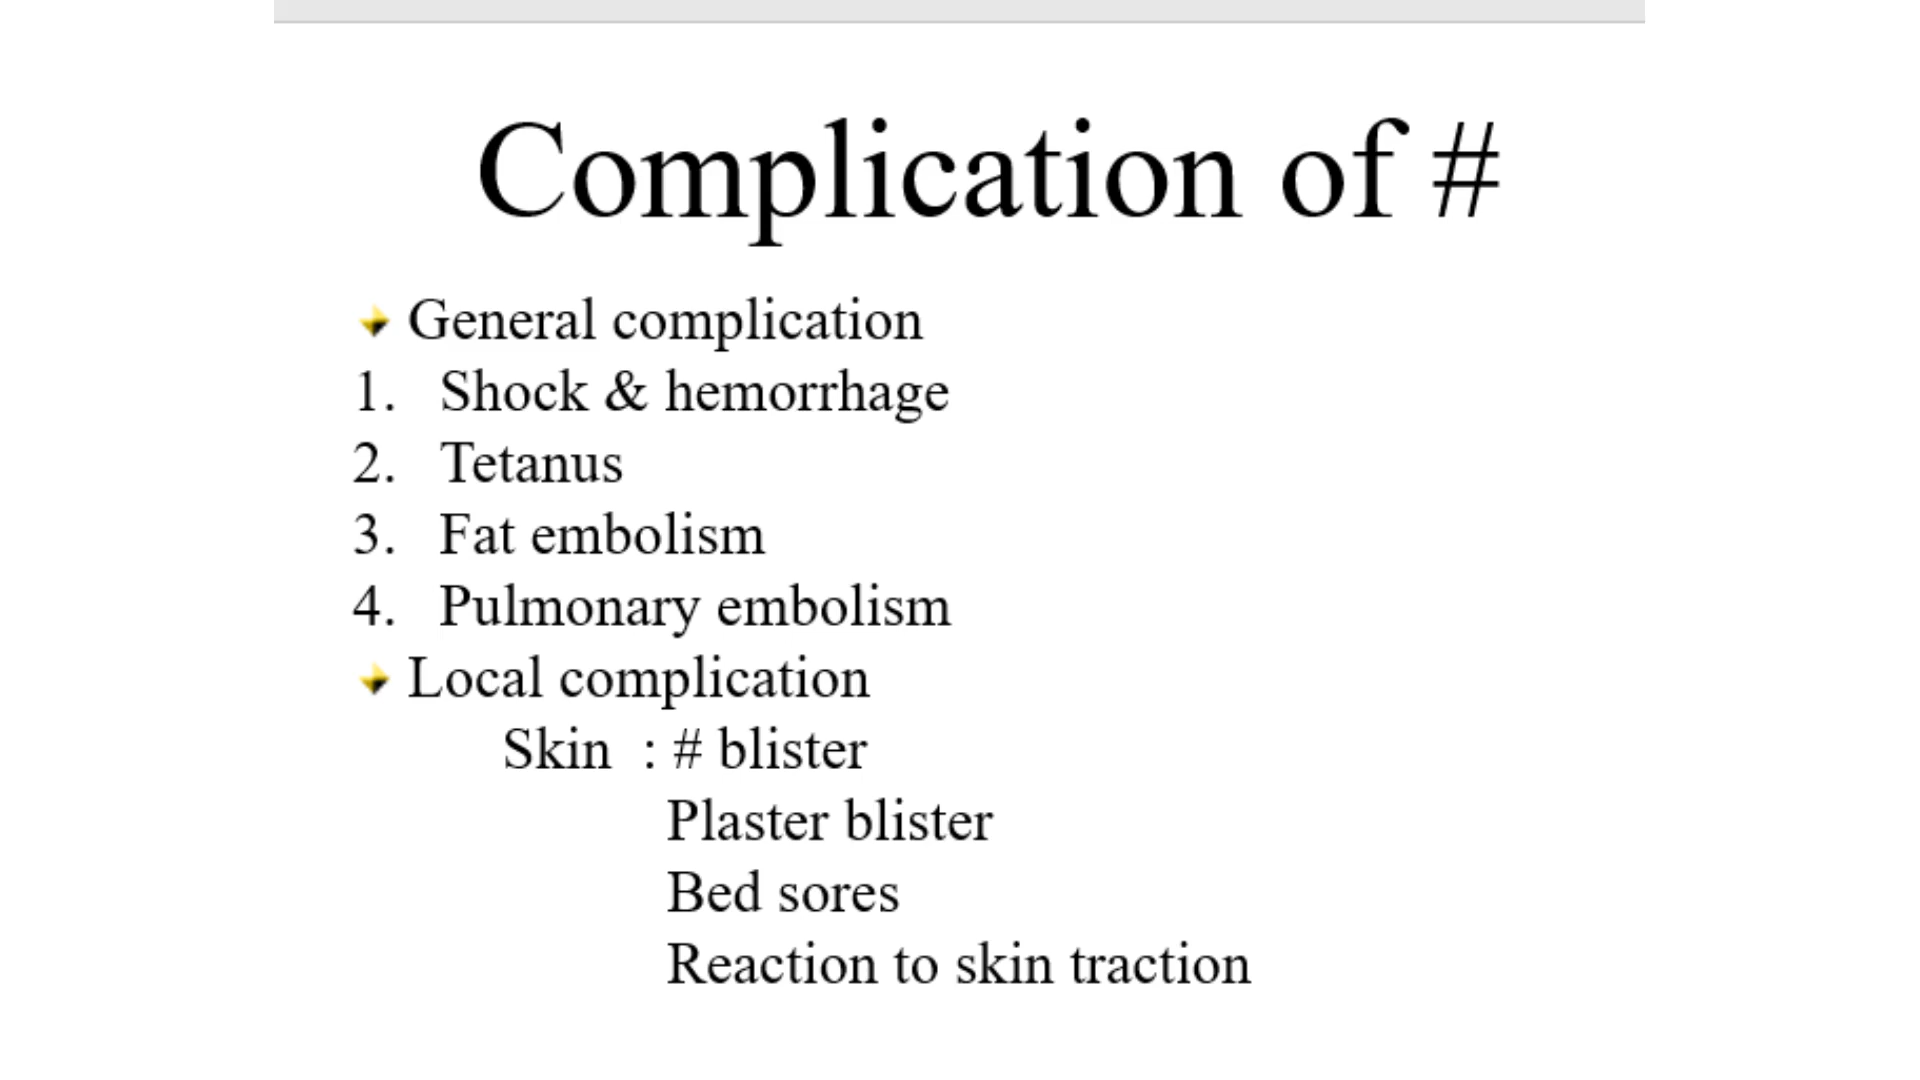 Complication of #
General complication
1. Shock & hemorrhage
2. Tetanus
3. Fat embolism
4. Pulmonary embolism
Local complication
Skin : # blister
Plaster blister
Bed sores
Reaction to skin traction